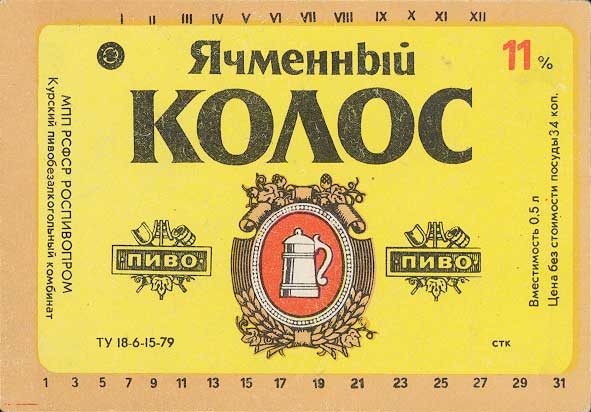 I II III IV V VI VII VIII IX X XI XII
Ячменный
КОЛОС
11%
МПП РСФСР РОСПИВОПРОМ
Курский пивобезалкогольный комбинат
ПИВО
ПИВО
Вместимость 0,5 л
Цена без стоимости посуды 34 коп.
ТУ 18-6-15-79
СТК
1 3 5 7 9 11 13 15 17 19 21 23 25 27 29 31